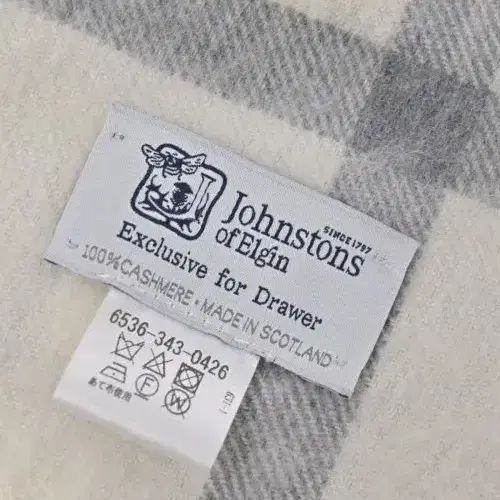 Johnstons
SINCE 1797
of Elgin
Exclusive for Drawer
100% CASHMERE • MADE IN SCOTLAND
6536-343-0426
F
W
あて布使用